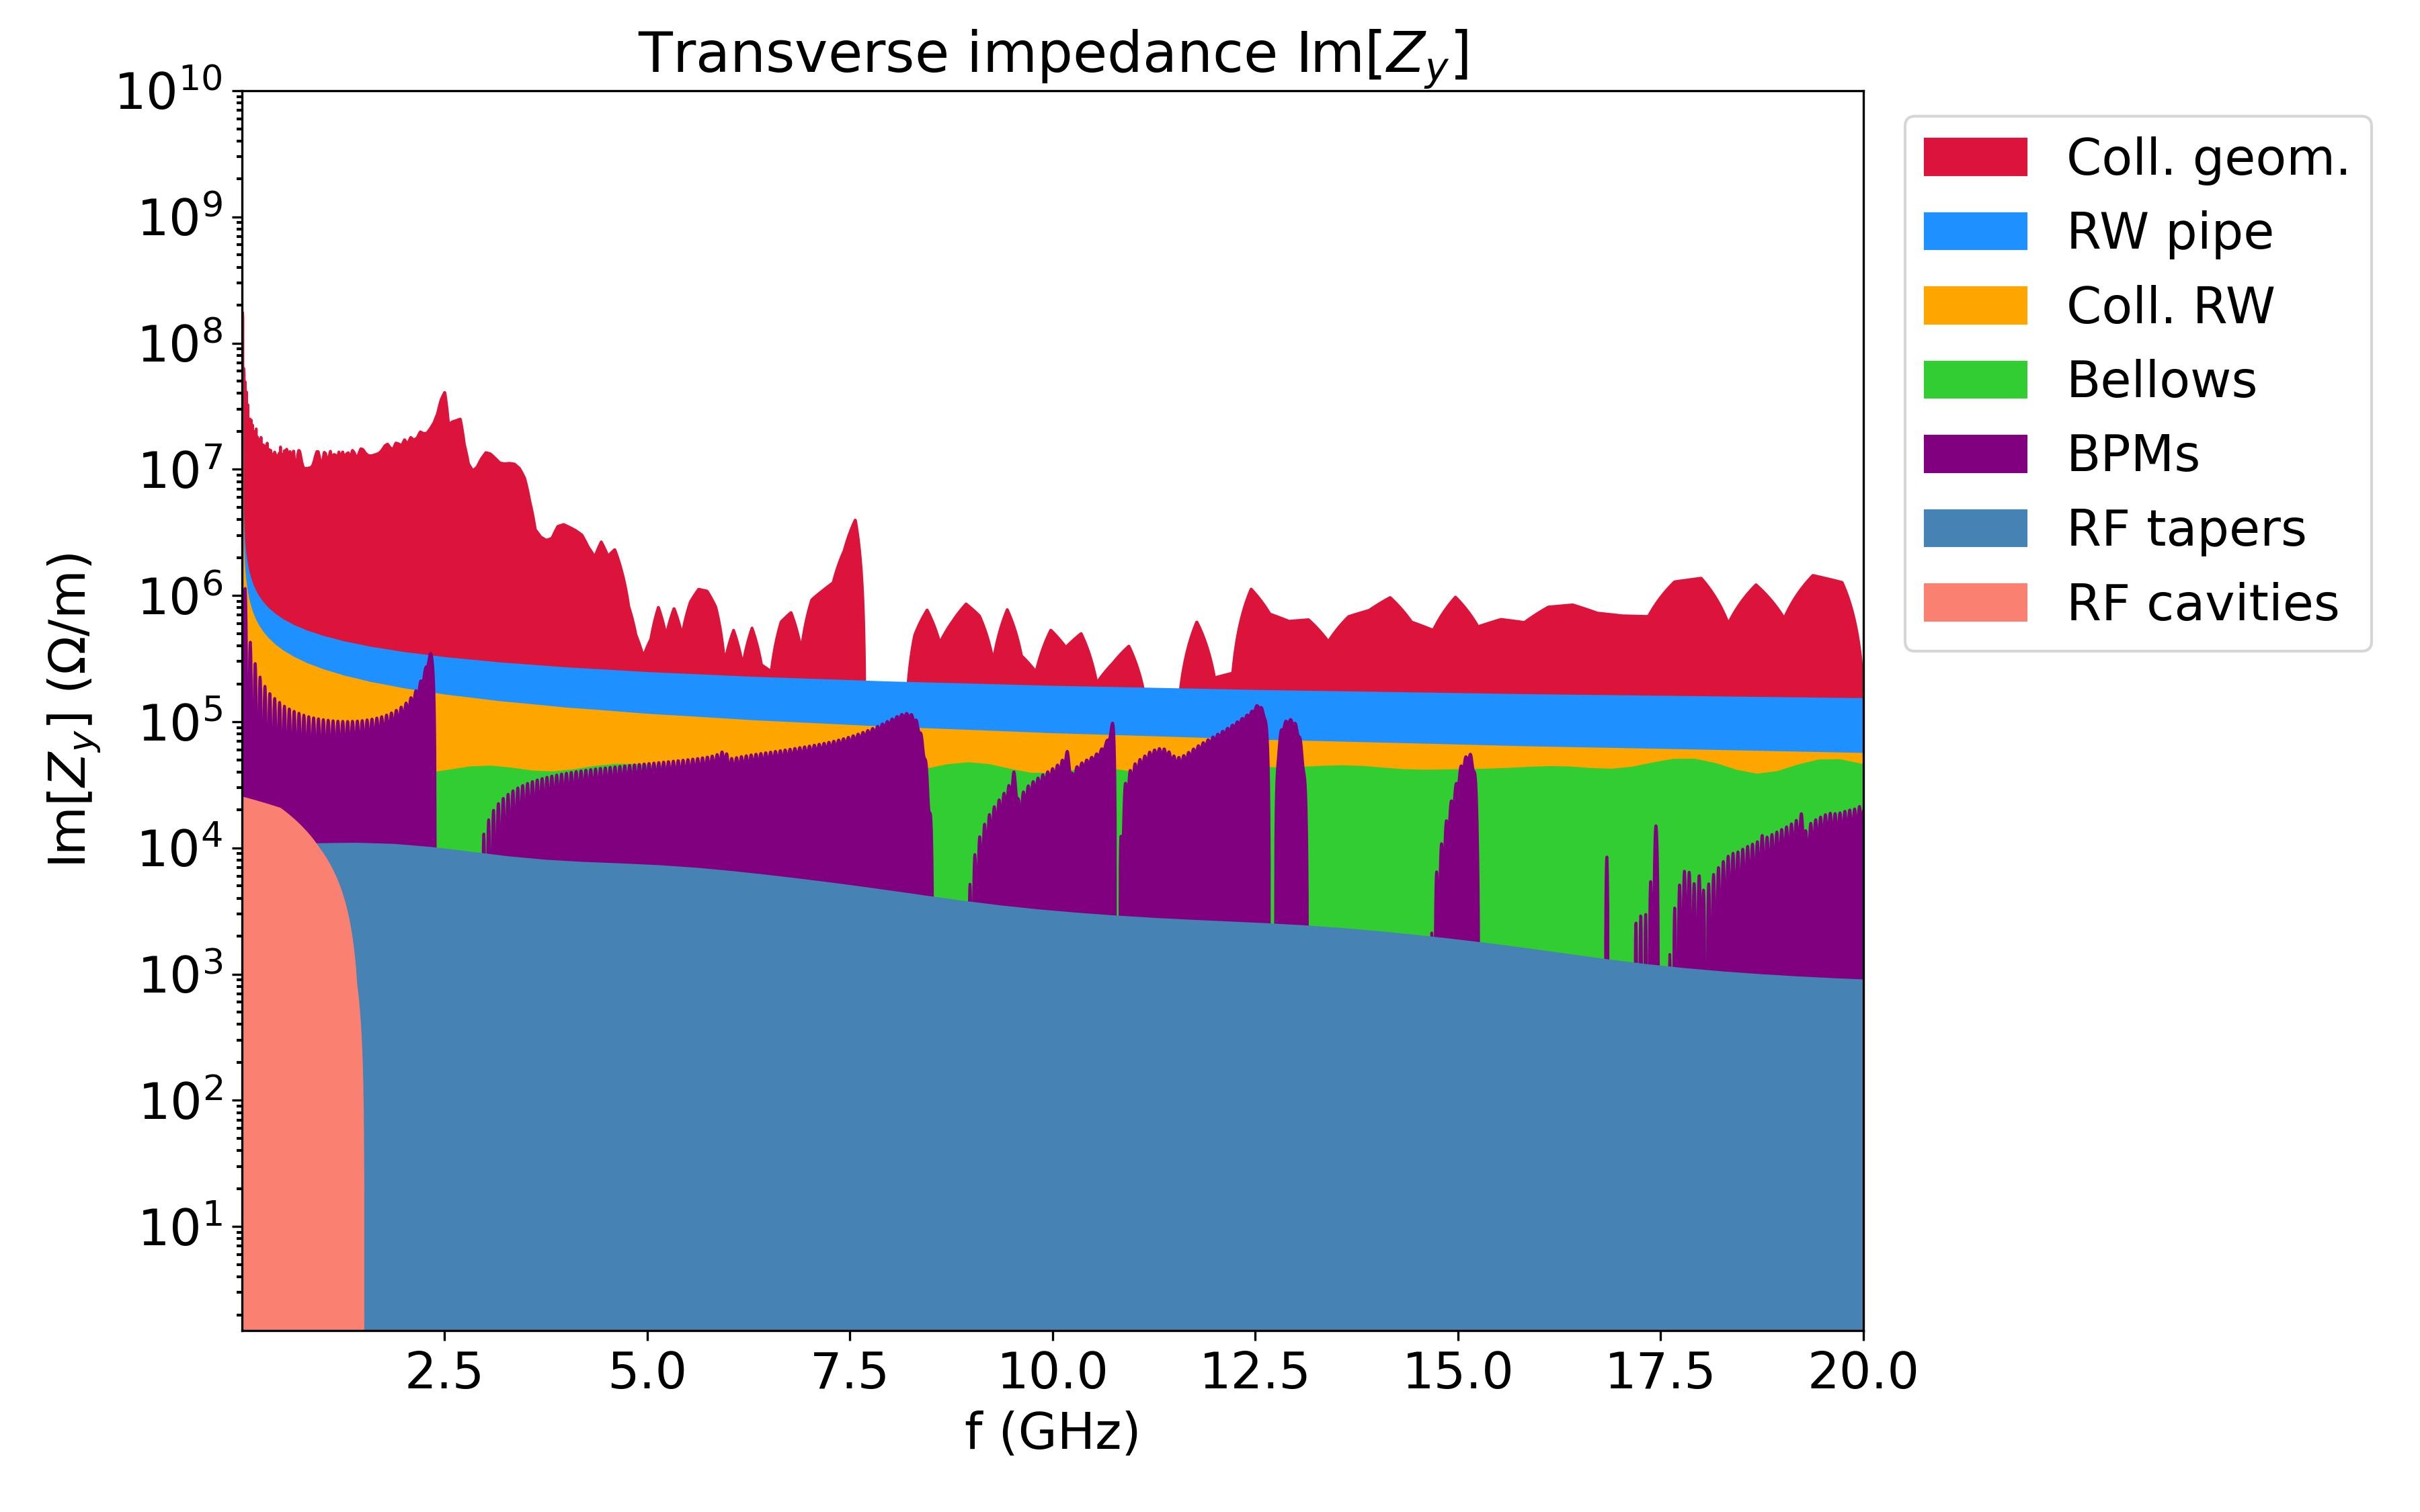 Transverse impedance Im[Z_y]
10^10
10^9
10^8
10^7
10^6
10^5
10^4
10^3
10^2
10^1
Im[Z_y] (Ω/m)
2.5 5.0 7.5 10.0 12.5 15.0 17.5 20.0
f (GHz)
Coll. geom.
RW pipe
Coll. RW
Bellows
BPMs
RF tapers
RF cavities